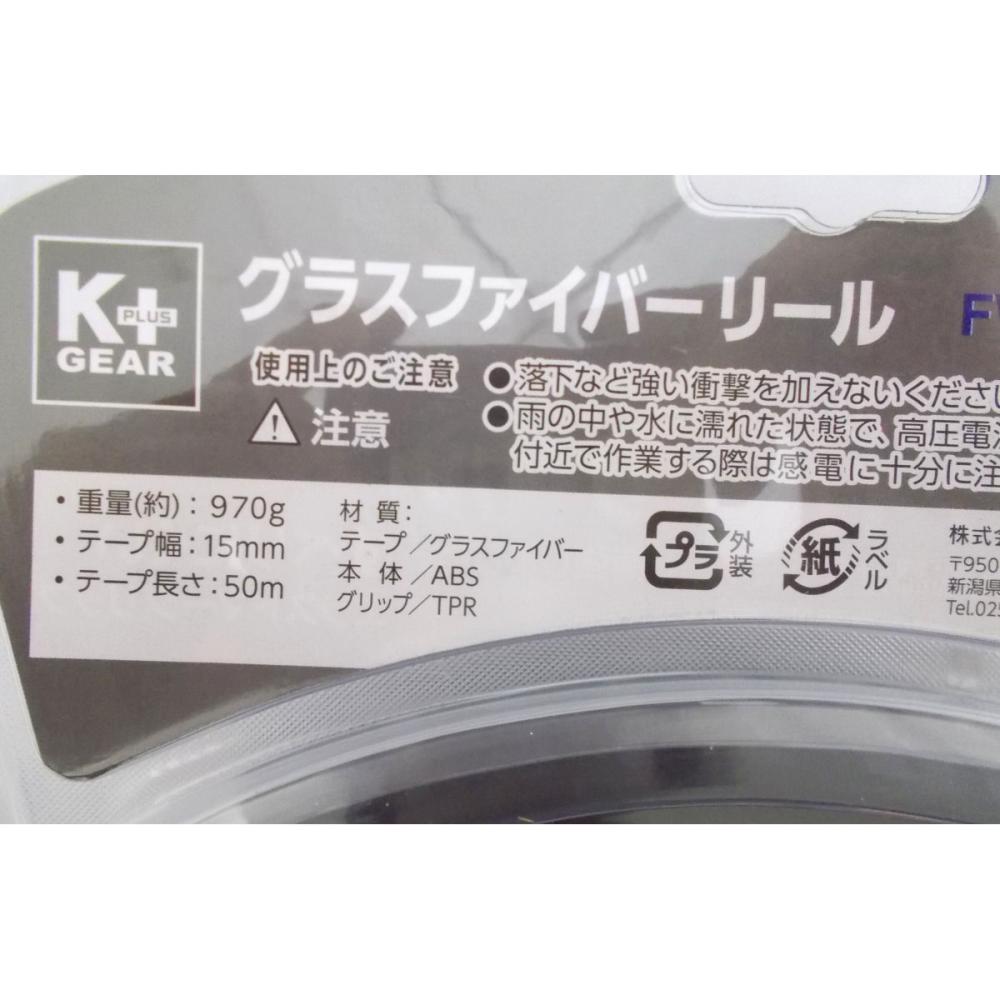 K+
PLUS
GEAR
グラスファイバーリール
使用上のご注意
注意
●落下など強い衝撃を加えないくださ
●雨の中や水に濡れた状態で、高圧電
付近で作業する際は感電に十分に注
・重量(約):970g
・テープ幅:15mm
・テープ長さ:50m
材 質:
テープ/グラスファイバー
本 体/ABS
グリップ/TPR
プラ
外装
紙
ラベル
株式会
〒950
新潟県
Tel.025